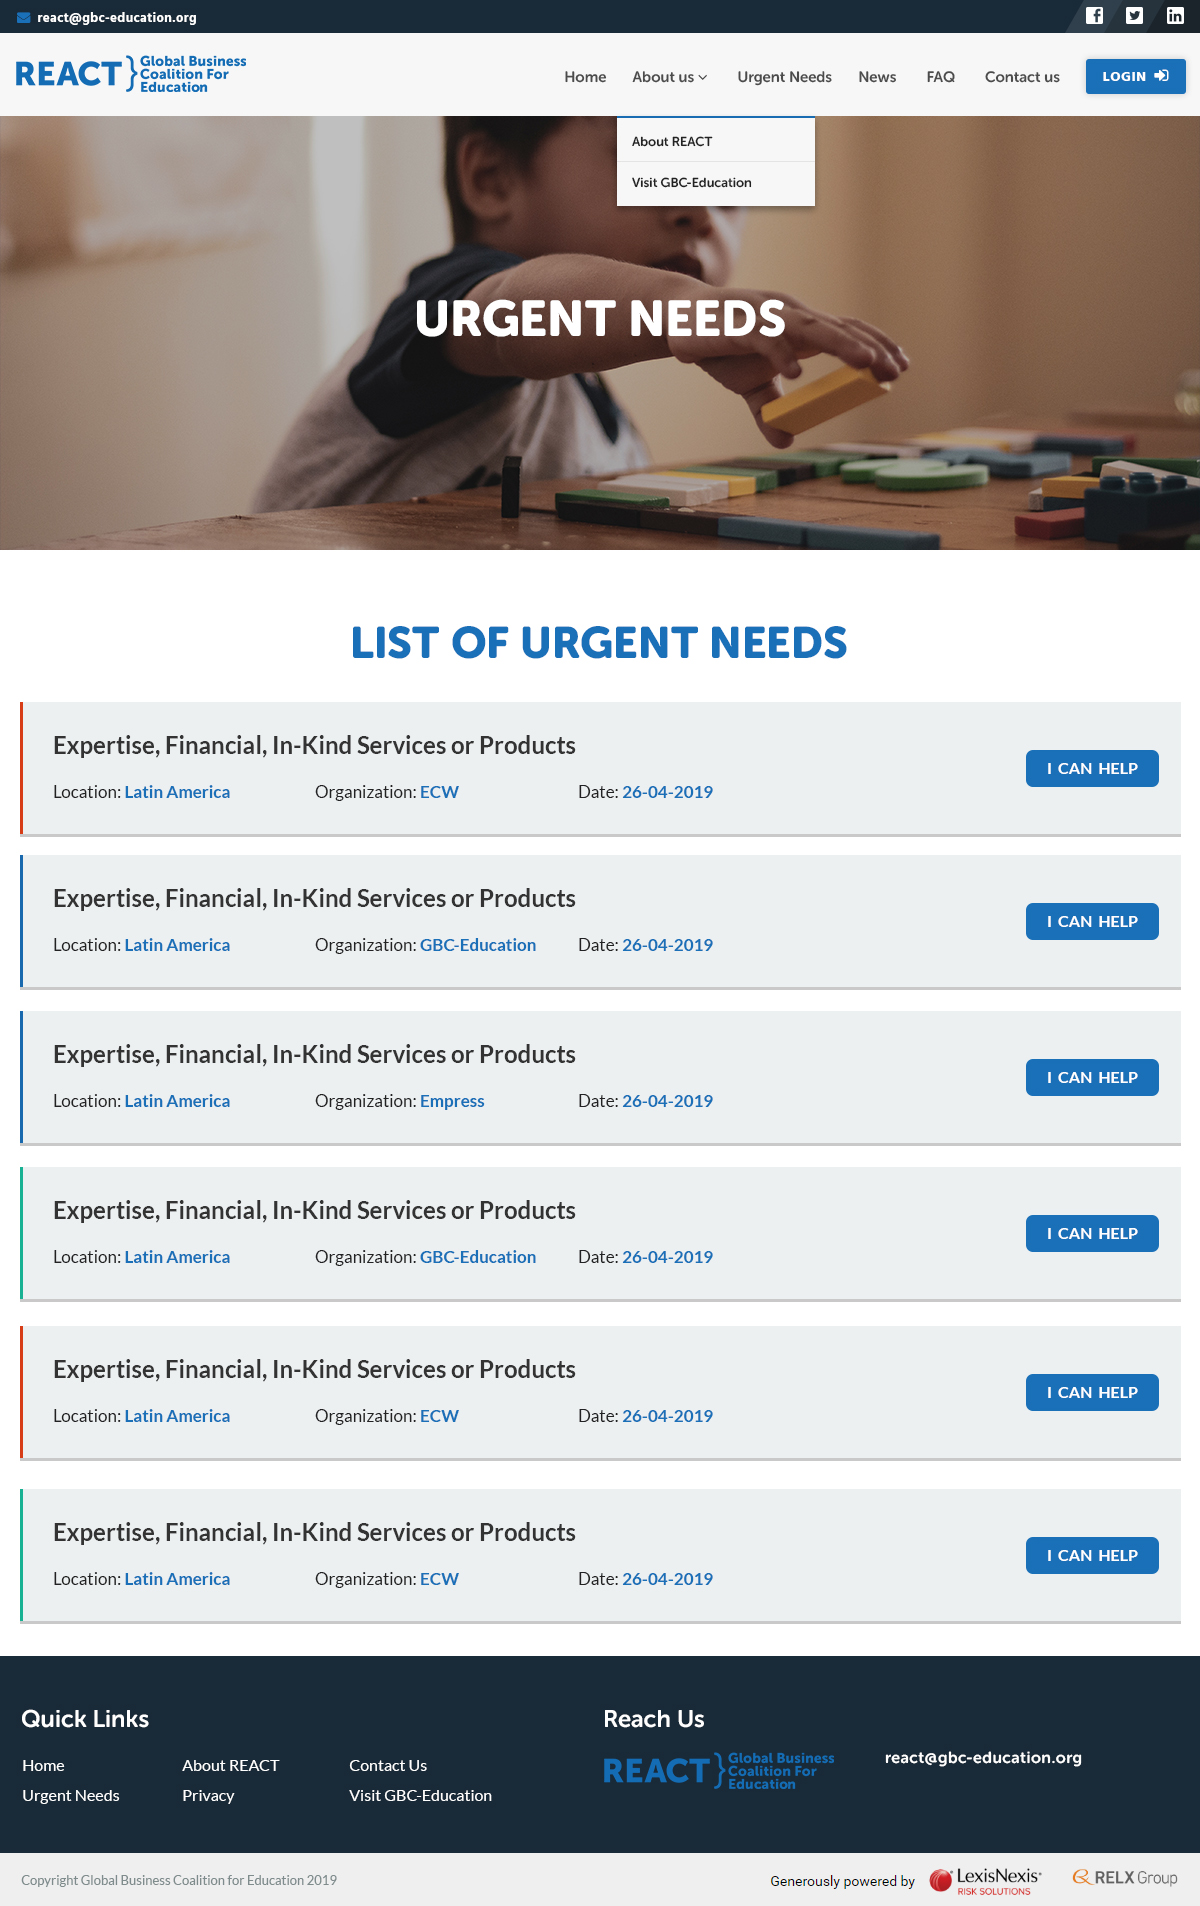 react@gbc-education.org
REACT
Global Business
Coalition For
Education
Home About us Urgent Needs News FAQ Contact us LOGIN
About REACT
Visit GBC-Education
URGENT NEEDS
LIST OF URGENT NEEDS
Expertise, Financial, In-Kind Services or Products
Location: Latin America Organization: ECW Date: 26-04-2019
I CAN HELP
Expertise, Financial, In-Kind Services or Products
Location: Latin America Organization: GBC-Education Date: 26-04-2019
I CAN HELP
Expertise, Financial, In-Kind Services or Products
Location: Latin America Organization: Empress Date: 26-04-2019
I CAN HELP
Expertise, Financial, In-Kind Services or Products
Location: Latin America Organization: GBC-Education Date: 26-04-2019
I CAN HELP
Expertise, Financial, In-Kind Services or Products
Location: Latin America Organization: ECW Date: 26-04-2019
I CAN HELP
Expertise, Financial, In-Kind Services or Products
Location: Latin America Organization: ECW Date: 26-04-2019
I CAN HELP
Quick Links
Home About REACT Contact Us
Urgent Needs Privacy Visit GBC-Education
Reach Us
REACT
Global Business
Coalition For
Education
react@gbc-education.org
Copyright Global Business Coalition for Education 2019
Generously powered by
LexisNexis
RISK SOLUTIONS
RELX Group